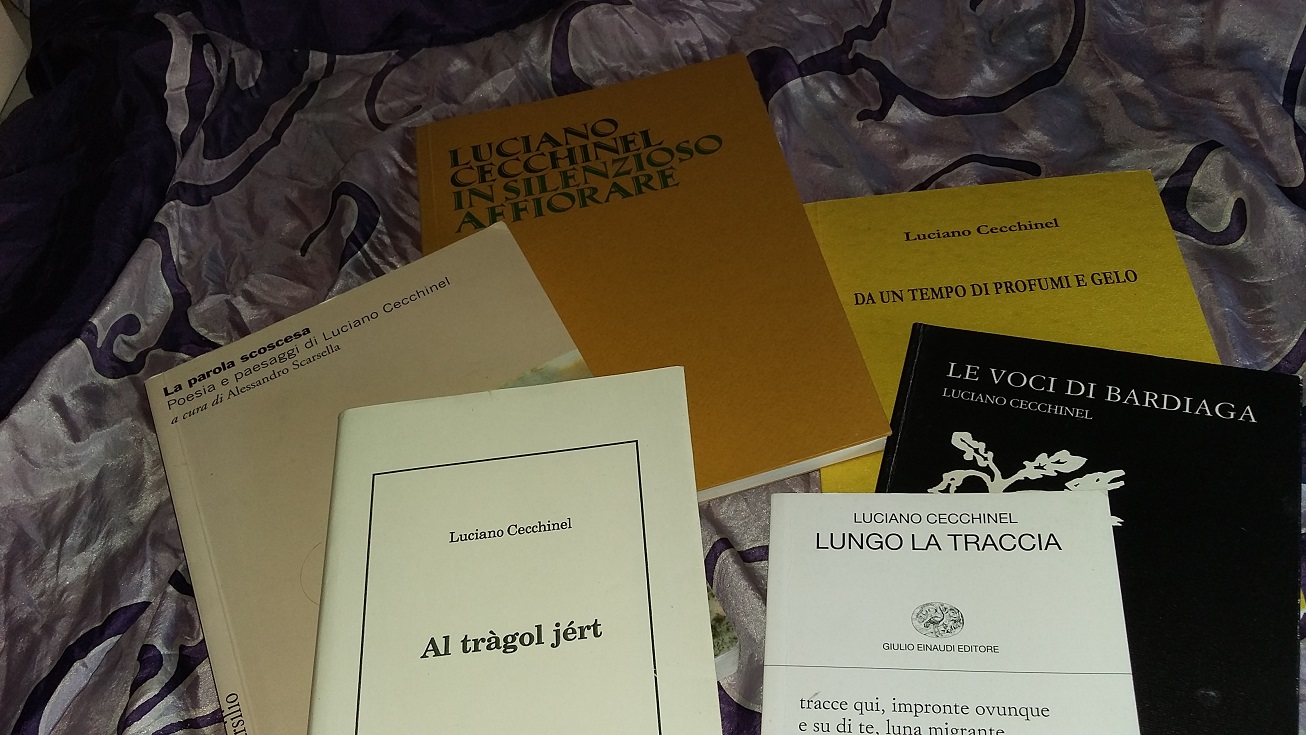 LUCIANO
CECCHINEL
IN SILENZIOSO
AFFIORARE
Luciano Cecchinel
DA UN TEMPO DI PROFUMI E GELO
La parola scoscesa
Poesia e paesaggi di Luciano Cecchinel
a cura di Alessandro Scarsella
LE VOCI DI BARDIAGA
LUCIANO CECCHINEL
Luciano Cecchinel
Al tràgol jért
LUCIANO CECCHINEL
LUNGO LA TRACCIA
GIULIO EINAUDI EDITORE
tracce qui, impronte ovunque
e su di te, luna migrante